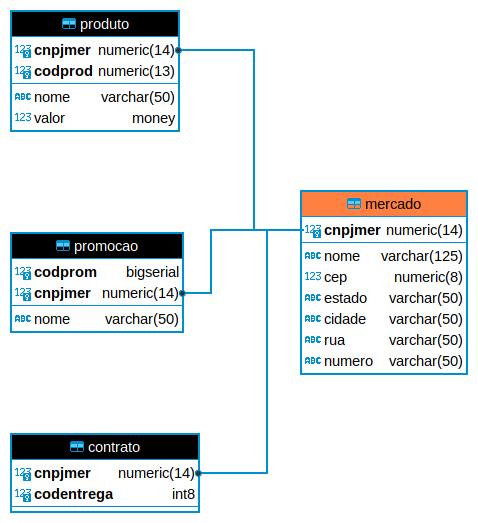 produto
123 cnpjmer numeric(14)
123 codprod numeric(13)
ABC nome varchar(50)
123 valor money
promocao
123 codprom bigserial
123 cnpjmer numeric(14)
ABC nome varchar(50)
contrato
123 cnpjmer numeric(14)
123 codentrega int8
mercado
123 cnpjmer numeric(14)
ABC nome varchar(125)
123 cep numeric(8)
ABC estado varchar(50)
ABC cidade varchar(50)
ABC rua varchar(50)
ABC numero varchar(50)